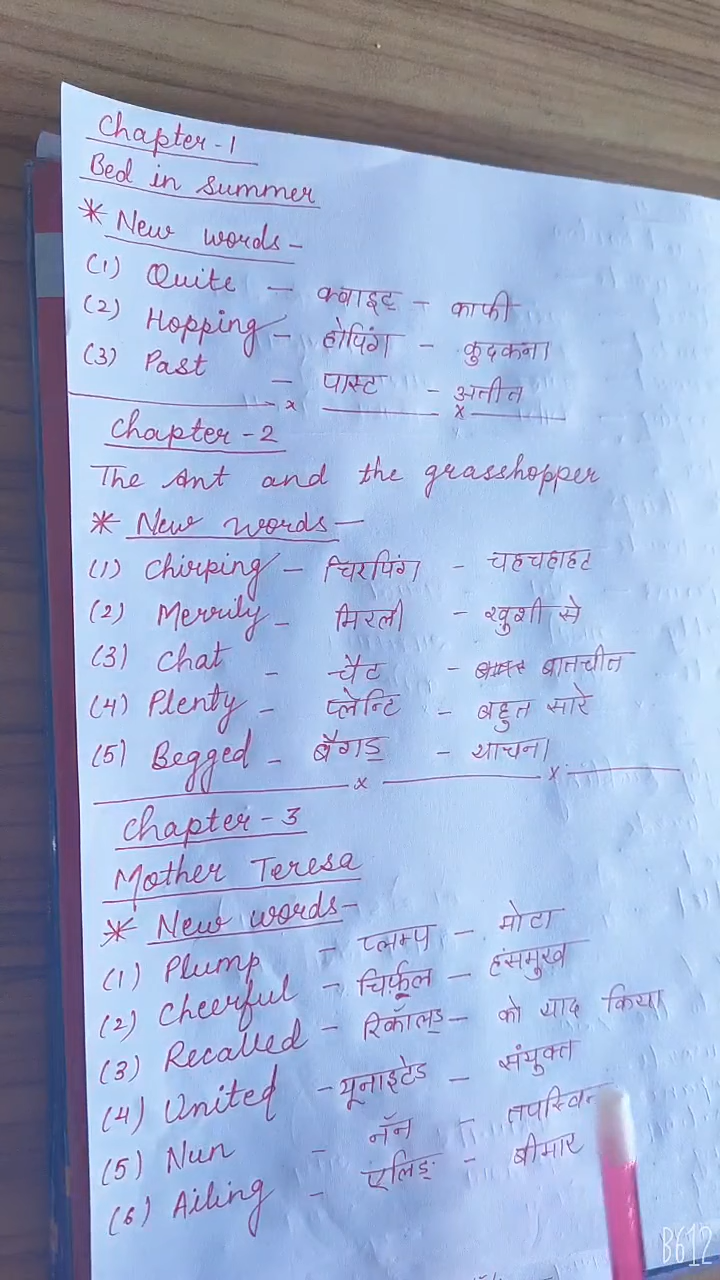 Chapter-1
Bed in summer
* New words-
(1) Quite - क्वाइट् - काफी
(2) Hopping - होपिंग - कुदकना
(3) Past - पास्ट - अतीत
x x
Chapter-2
The Ant and the grasshopper
* New words-
(1) Chirping - चिरपिंग - चहचहाहट
(2) Merrily - मिरली - खुशी से
(3) Chat - चैट - बातचीत
(4) Plenty - प्लेन्टि - बहुत सारे
(5) Begged - बैगड् - याचना
x x
Chapter-3
Mother Teresa
* New words-
(1) Plump - प्लम्प - मोटा
(2) Cheerful - चिर्फूल - हंसमुख
(3) Recalled - रिकॉल्ड् - को याद किया
(4) United - यूनाइटेड - संयुक्त
(5) Nun - नॅन -
(6) Ailing - एलिङ् - बीमार
B612